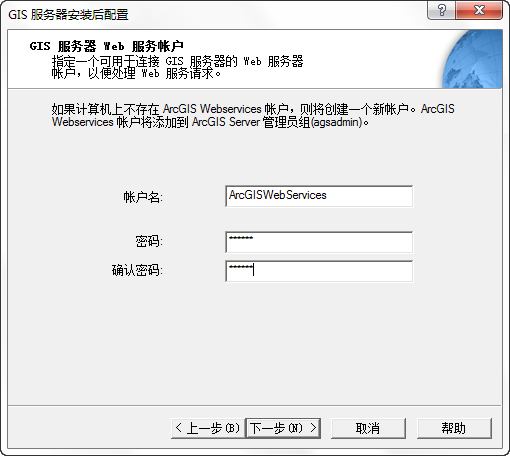 GIS 服务器安装后配置
?
GIS 服务器 Web 服务帐户
指定一个可用于连接 GIS 服务器的 Web 服务器
帐户，以便处理 Web 服务请求。
如果计算机上不存在 ArcGIS Webservices 帐户，则将创建一个新帐户。ArcGIS
Webservices 帐户将添加到 ArcGIS Server 管理员组(agsadmin)。
帐户名: ArcGISWebServices
密码: ******
确认密码: ******
< 上一步(B) 下一步(N) > 取消 帮助